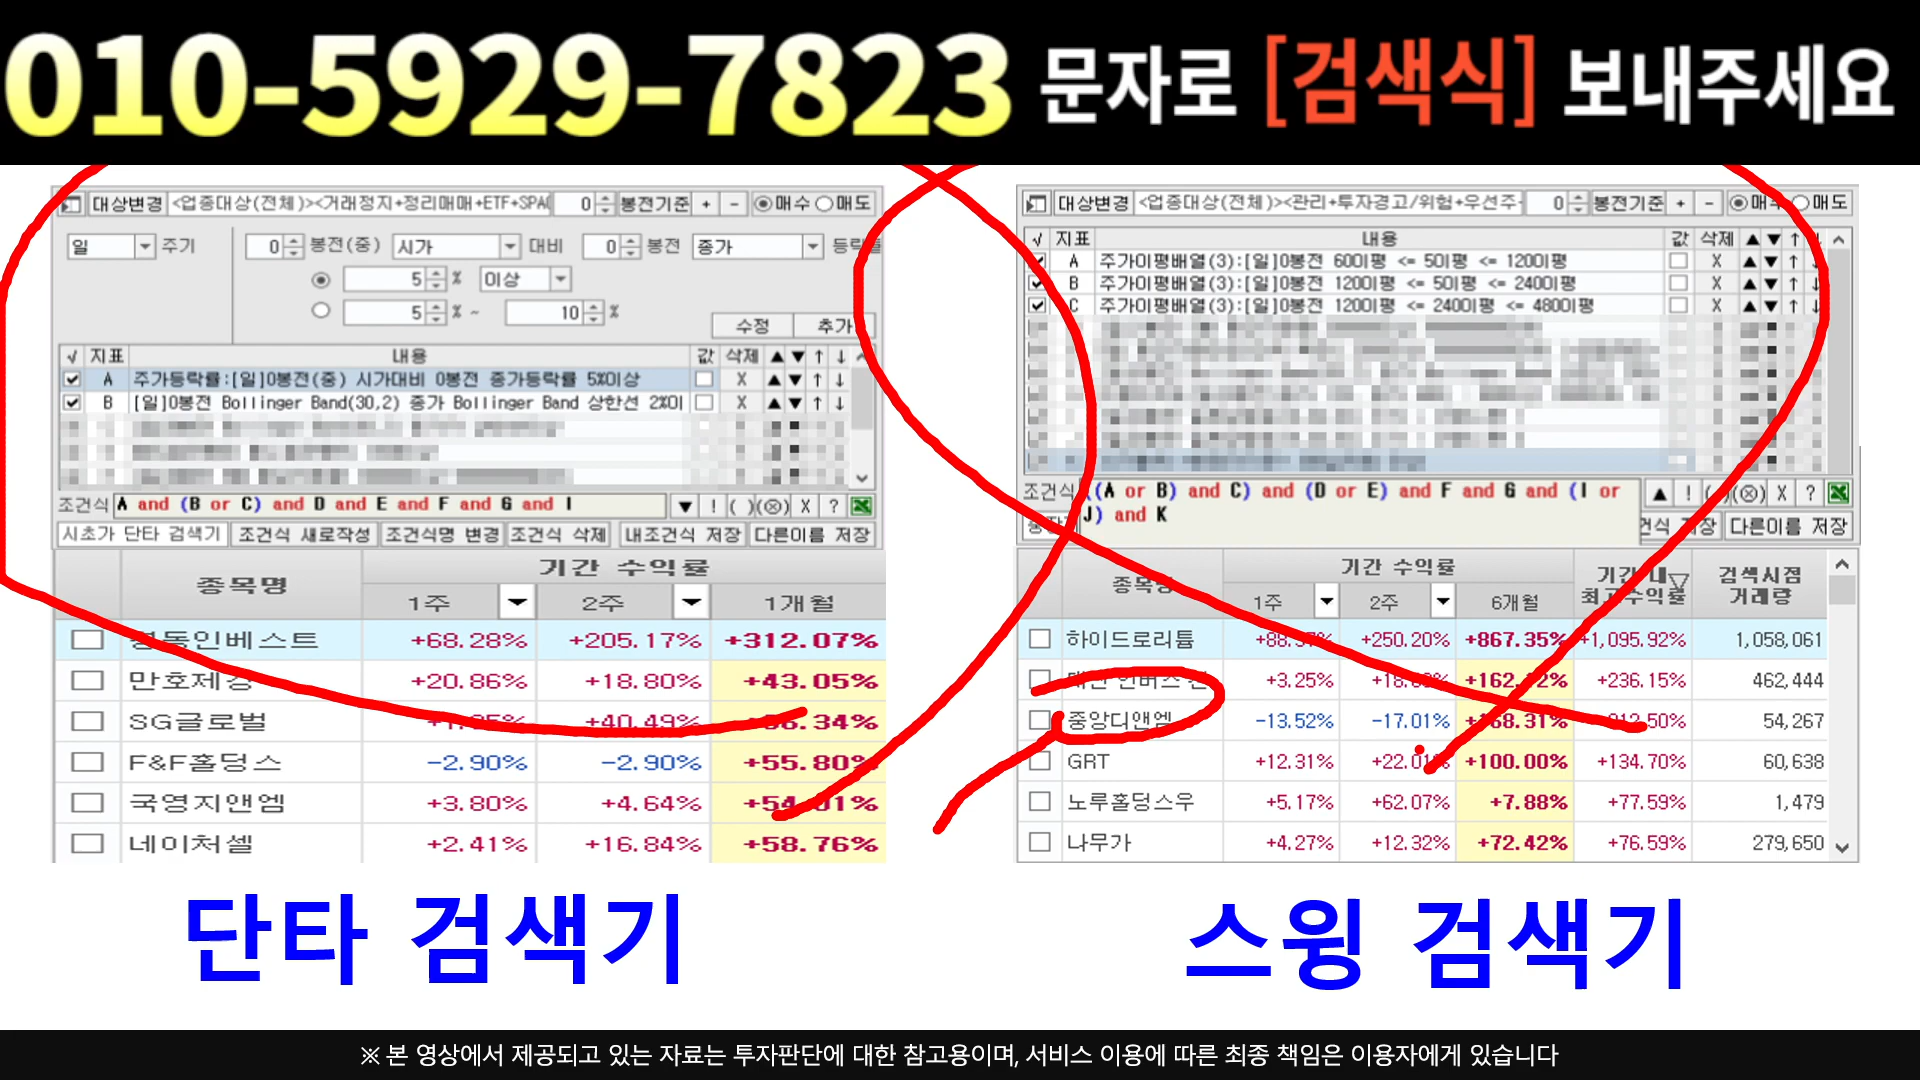 010-5929-7823 문자로 [검색식] 보내주세요
대상변경 <업종대상(전체)><거래정지+정리매매+ETF+SPA 0 봉전기준 + - 매수 매도
일 주기 0 봉전(중) 시가 대비 0 봉전 종가
5 % 이상
5 % ~ 10 %
수정 추가
√ 지표 내용 값 삭제 ▲ ▼ ↑ ↓
A 주가등락률:[일]0봉전(중) 시가대비 0봉전 종가등락률 5%이상 X ▲ ▼ ↑ ↓
B [일]0봉전 Bollinger Band(30,2) 종가 Bollinger Band 상한선 2%이 X ▲ ▼ ↑ ↓
조건식 A and (B or C) and D and E and F and G and I ▼ ! ( ) (⊗) X ?
시초가 단타 검색기 조건식 새로작성 조건식명 변경 조건식 삭제 내조건식 저장 다른이름 저장
종목명 기간 수익률
1주 2주 1개월
+68.28% +205.17% +312.07%
만호제강 +20.86% +18.80% +43.05%
SG글로벌 +40.49%
F&F홀딩스 -2.90% -2.90% +55.80%
국영지앤엠 +3.80% +4.64%
네이처셀 +2.41% +16.84% +58.76%
단타 검색기
대상변경 <업종대상(전체)><관리+투자경고/위험+우선주+ 0 봉전기준 + - 매수 매도
√ 지표 내용 값 삭제 ▲ ▼ ↑ ↓
A 주가이평배열(3):[일]0봉전 60이평 <= 5이평 <= 120이평 X ▲ ▼ ↑ ↓
B 주가이평배열(3):[일]0봉전 120이평 <= 5이평 <= 240이평 X ▲ ▼ ↑ ↓
C 주가이평배열(3):[일]0봉전 120이평 <= 240이평 <= 480이평 X ▲ ▼ ↑ ↓
조건식 ((A or B) and C) and (D or E) and F and G and (I or ▲ ! ( ) (⊗) X ?
J) and K 건식 저장 다른이름 저장
종목명 기간 수익률 기간 내 최고수익률 검색시점 거래량
1주 2주 6개월
하이드로리튬 +250.20% +867.35% +1,095.92% 1,058,061
+3.25% +236.15% 462,444
중앙디앤엠 -13.52% -17.01% 54,267
GRT +12.31% +100.00% +134.70% 60,638
노루홀딩스우 +5.17% +62.07% +7.88% +77.59% 1,479
나무가 +4.27% +12.32% +72.42% +76.59% 279,650
스윙 검색기
※ 본 영상에서 제공되고 있는 자료는 투자판단에 대한 참고용이며, 서비스 이용에 따른 최종 책임은 이용자에게 있습니다